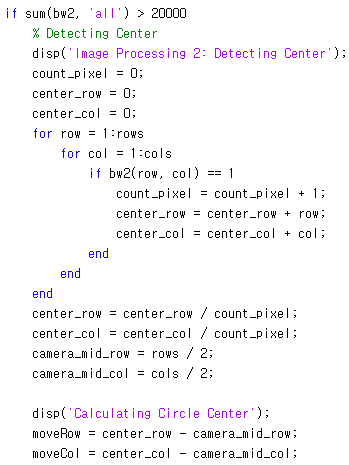 if sum(bw2, 'all') > 20000
    % Detecting Center
    disp('Image Processing 2: Detecting Center');
    count_pixel = 0;
    center_row = 0;
    center_col = 0;
    for row = 1:rows
        for col = 1:cols
            if bw2(row, col) == 1
                count_pixel = count_pixel + 1;
                center_row = center_row + row;
                center_col = center_col + col;
            end
        end
    end
    center_row = center_row / count_pixel;
    center_col = center_col / count_pixel;
    camera_mid_row = rows / 2;
    camera_mid_col = cols / 2;

    disp('Calculating Circle Center');
    moveRow = center_row - camera_mid_row;
    moveCol = center_col - camera_mid_col;